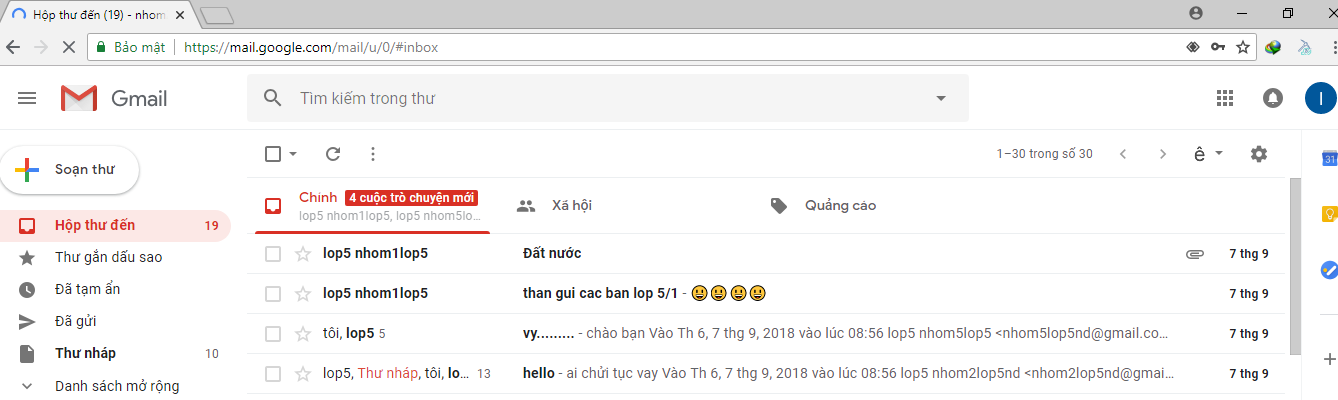 Hộp thư đến (19) - nhom
Bảo mật https://mail.google.com/mail/u/0/#inbox
Gmail
Tìm kiếm trong thư
I
Soạn thư
1–30 trong số 30
ê
31
Chính 4 cuộc trò chuyện mới
lop5 nhom1lop5, lop5 nhom5lo…
Xã hội
Quảng cáo
Hộp thư đến 19
Thư gắn dấu sao
Đã tạm ẩn
Đã gửi
Thư nháp 10
Danh sách mở rộng
lop5 nhom1lop5 Đất nước 7 thg 9
lop5 nhom1lop5 than gui cac ban lop 5/1 - 😃😃😃😃 7 thg 9
tôi, lop5 5 vy......... - chào bạn Vào Th 6, 7 thg 9, 2018 vào lúc 08:56 lop5 nhom5lop5 <nhom5lop5nd@gmail.co… 7 thg 9
lop5, Thư nháp, tôi, lo… 13 hello - ai chửi tục vay Vào Th 6, 7 thg 9, 2018 vào lúc 08:56 lop5 nhom2lop5nd <nhom2lop5nd@gmai… 7 thg 9